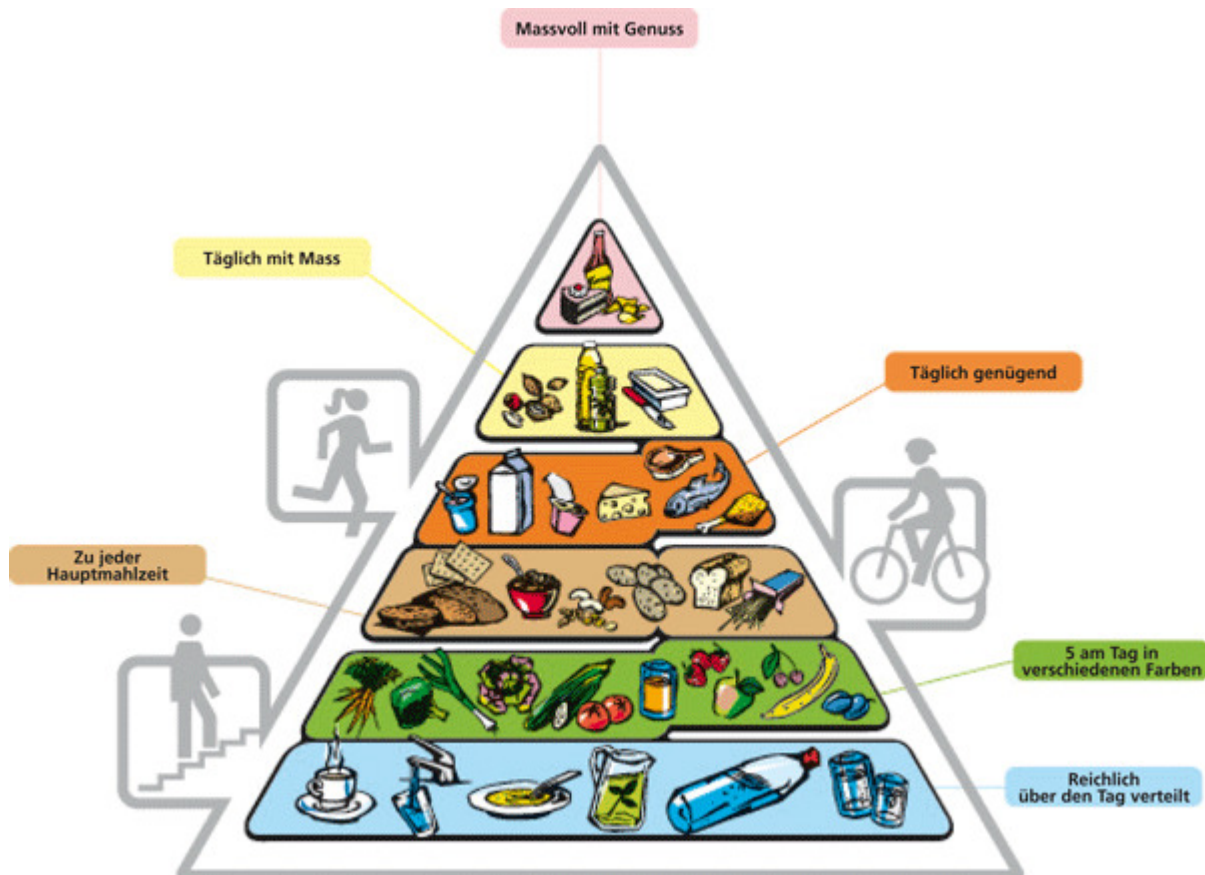 Massvoll mit Genuss
Täglich mit Mass
Täglich genügend
Zu jeder
Hauptmahlzeit
5 am Tag in
verschiedenen Farben
Reichlich
über den Tag verteilt